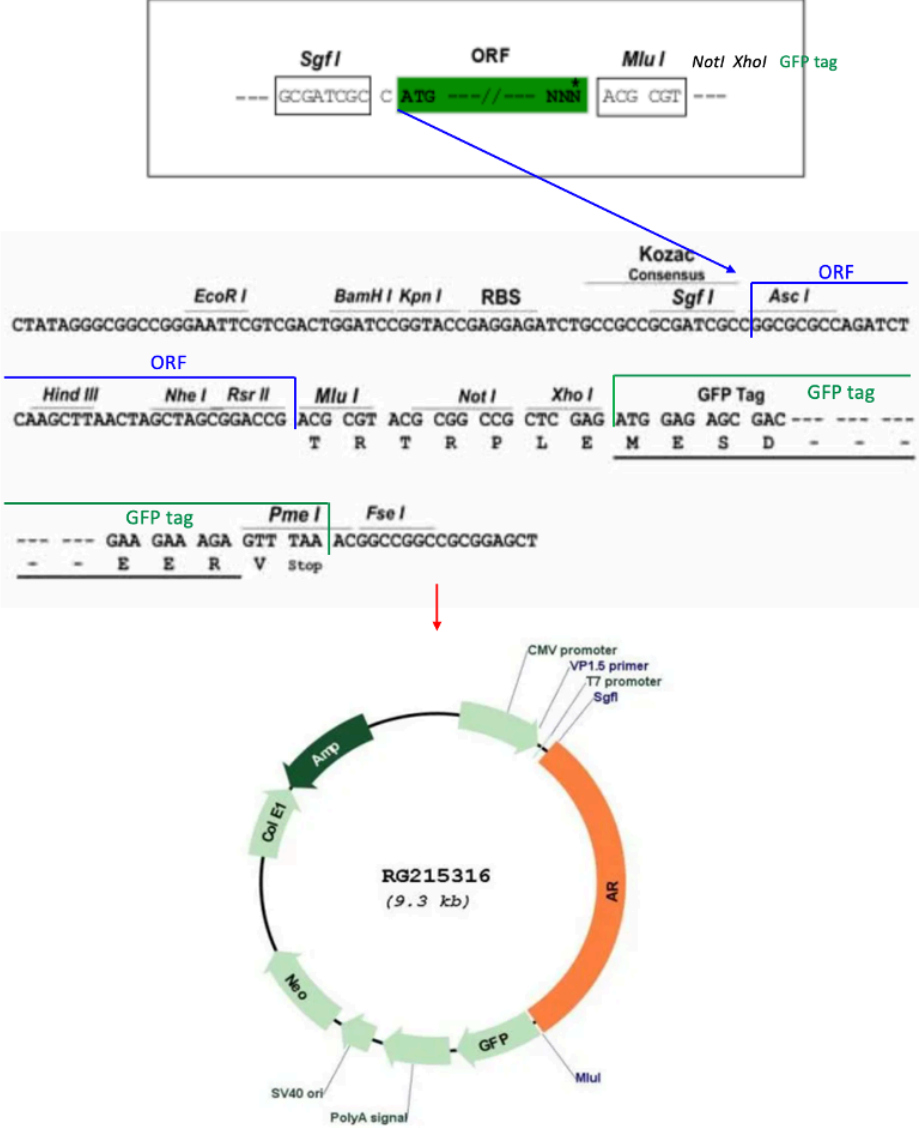 Sgf I ORF Mlu I NotI XhoI GFP tag
--- GCGATCGC C ATG ---//--- NNN* ACG CGT ---
Kozac
Consensus
ORF
EcoR I BamH I Kpn I RBS Sgf I Asc I
CTATAGGGCGGCCGGGAATTCGTCGACTGGATCCGGTACCGAGGAGATCTGCCGCCGCGATCGCCGGCGCGCCAGATCT
ORF
Hind III Nhe I Rsr II Mlu I Not I Xho I GFP Tag GFP tag
CAAGCTTAACTAGCTAGCGGACCG ACG CGT ACG CGG CCG CTC GAG ATG GAG AGC GAC --- --- ---
T R T R P L E M E S D - - -
GFP tag Pme I Fse I
--- --- GAA GAA AGA GTT TAA ACGGCCGGCCGCGGAGCT
- - E E R V Stop
CMV promoter
VP1.5 primer
T7 promoter
SgfI
Amp
Col E1
RG215316
(9.3 kb)
AR
Neo
GFP
MluI
SV40 ori
PolyA signal